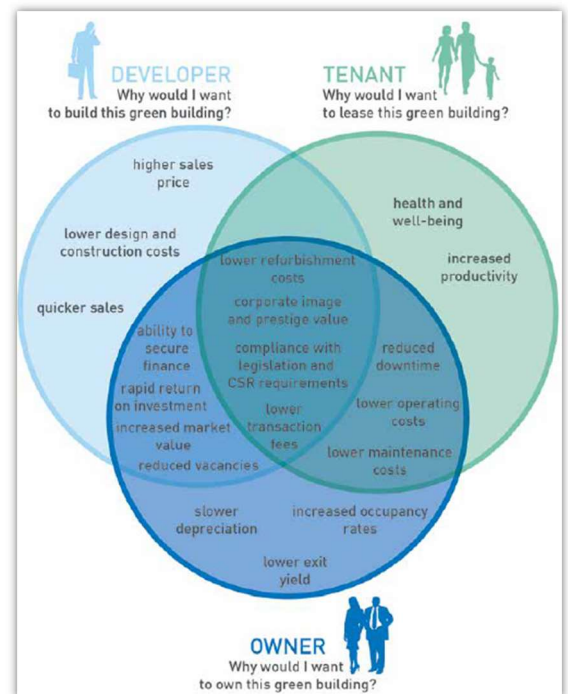 DEVELOPER
Why would I want
to build this green building?
TENANT
Why would I want
to lease this green building?
higher sales
price
lower design and
construction costs
quicker sales
health and
well-being
increased
productivity
lower refurbishment
costs
corporate image
and prestige value
compliance with
legislation and
CSR requirements
lower
transaction
fees
ability to
secure
finance
rapid return
on investment
increased market
value
reduced vacancies
reduced
downtime
lower operating
costs
lower maintenance
costs
slower
depreciation
increased occupancy
rates
lower exit
yield
OWNER
Why would I want
to own this green building?